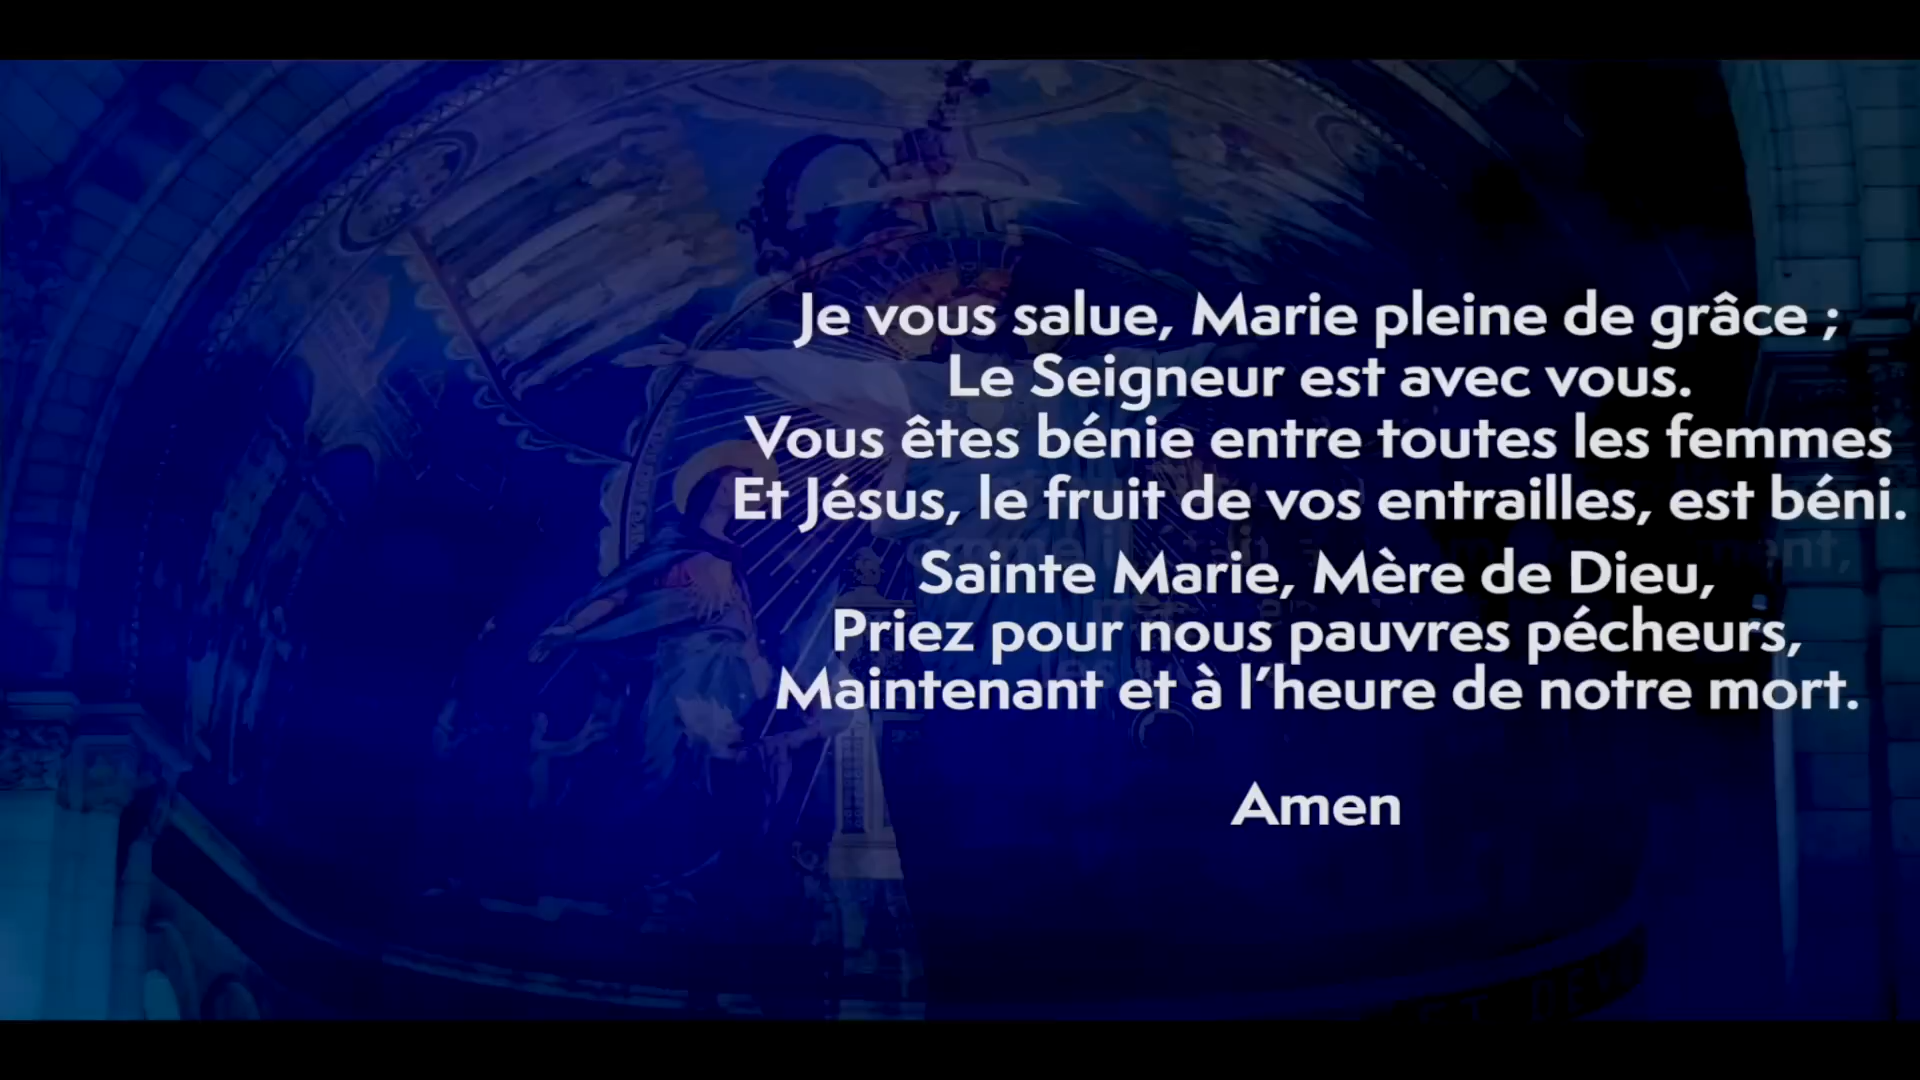 Je vous salue, Marie pleine de grâce ;
Le Seigneur est avec vous.
Vous êtes bénie entre toutes les femmes
Et Jésus, le fruit de vos entrailles, est béni.
Sainte Marie, Mère de Dieu,
Priez pour nous pauvres pécheurs,
Maintenant et à l’heure de notre mort.
Amen